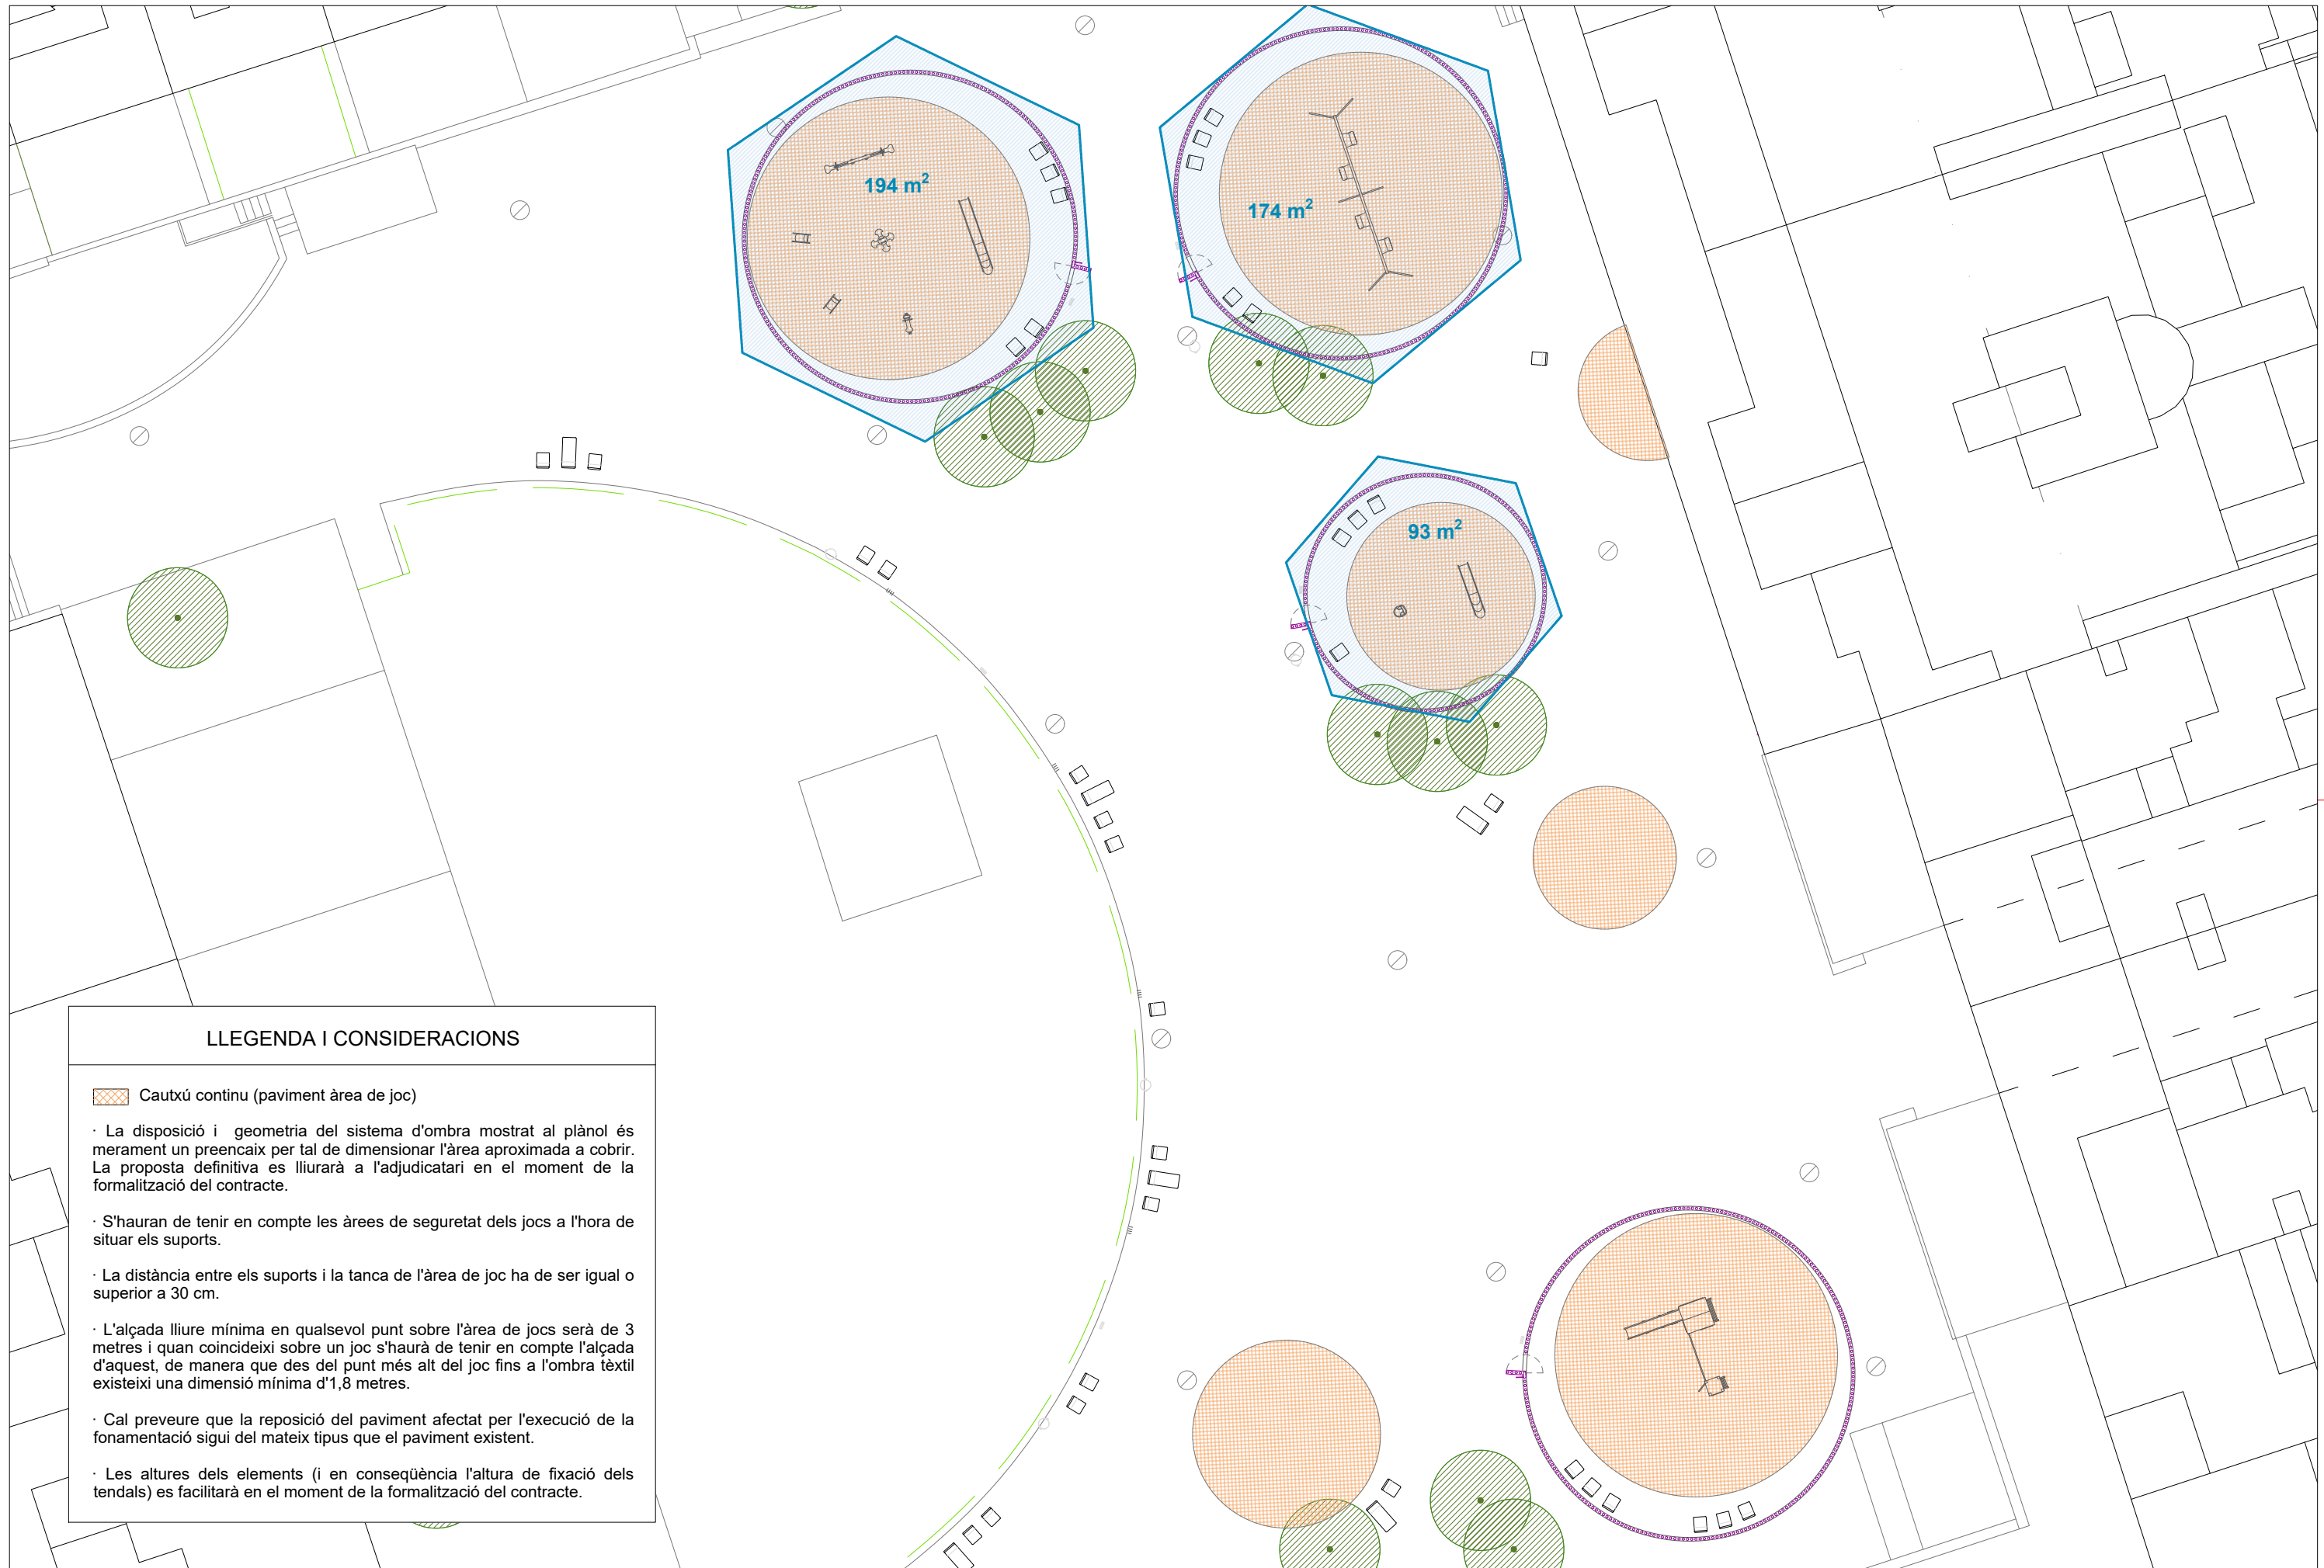 194 m²
174 m²
93 m²
LLEGENDA I CONSIDERACIONS
Cautxú continu (paviment àrea de joc)
· La disposició i geometria del sistema d'ombra mostrat al plànol és
merament un preencaix per tal de dimensionar l'àrea aproximada a cobrir.
La proposta definitiva es lliurarà a l'adjudicatari en el moment de la
formalització del contracte.
· S'hauran de tenir en compte les àrees de seguretat dels jocs a l'hora de
situar els suports.
· La distància entre els suports i la tanca de l'àrea de joc ha de ser igual o
superior a 30 cm.
· L'alçada lliure mínima en qualsevol punt sobre l'àrea de jocs serà de 3
metres i quan coincideixi sobre un joc s'haurà de tenir en compte l'alçada
d'aquest, de manera que des del punt més alt del joc fins a l'ombra tèxtil
existeixi una dimensió mínima d'1,8 metres.
· Cal preveure que la reposició del paviment afectat per l'execució de la
fonamentació sigui del mateix tipus que el paviment existent.
· Les altures dels elements (i en conseqüència l'altura de fixació dels
tendals) es facilitarà en el moment de la formalització del contracte.